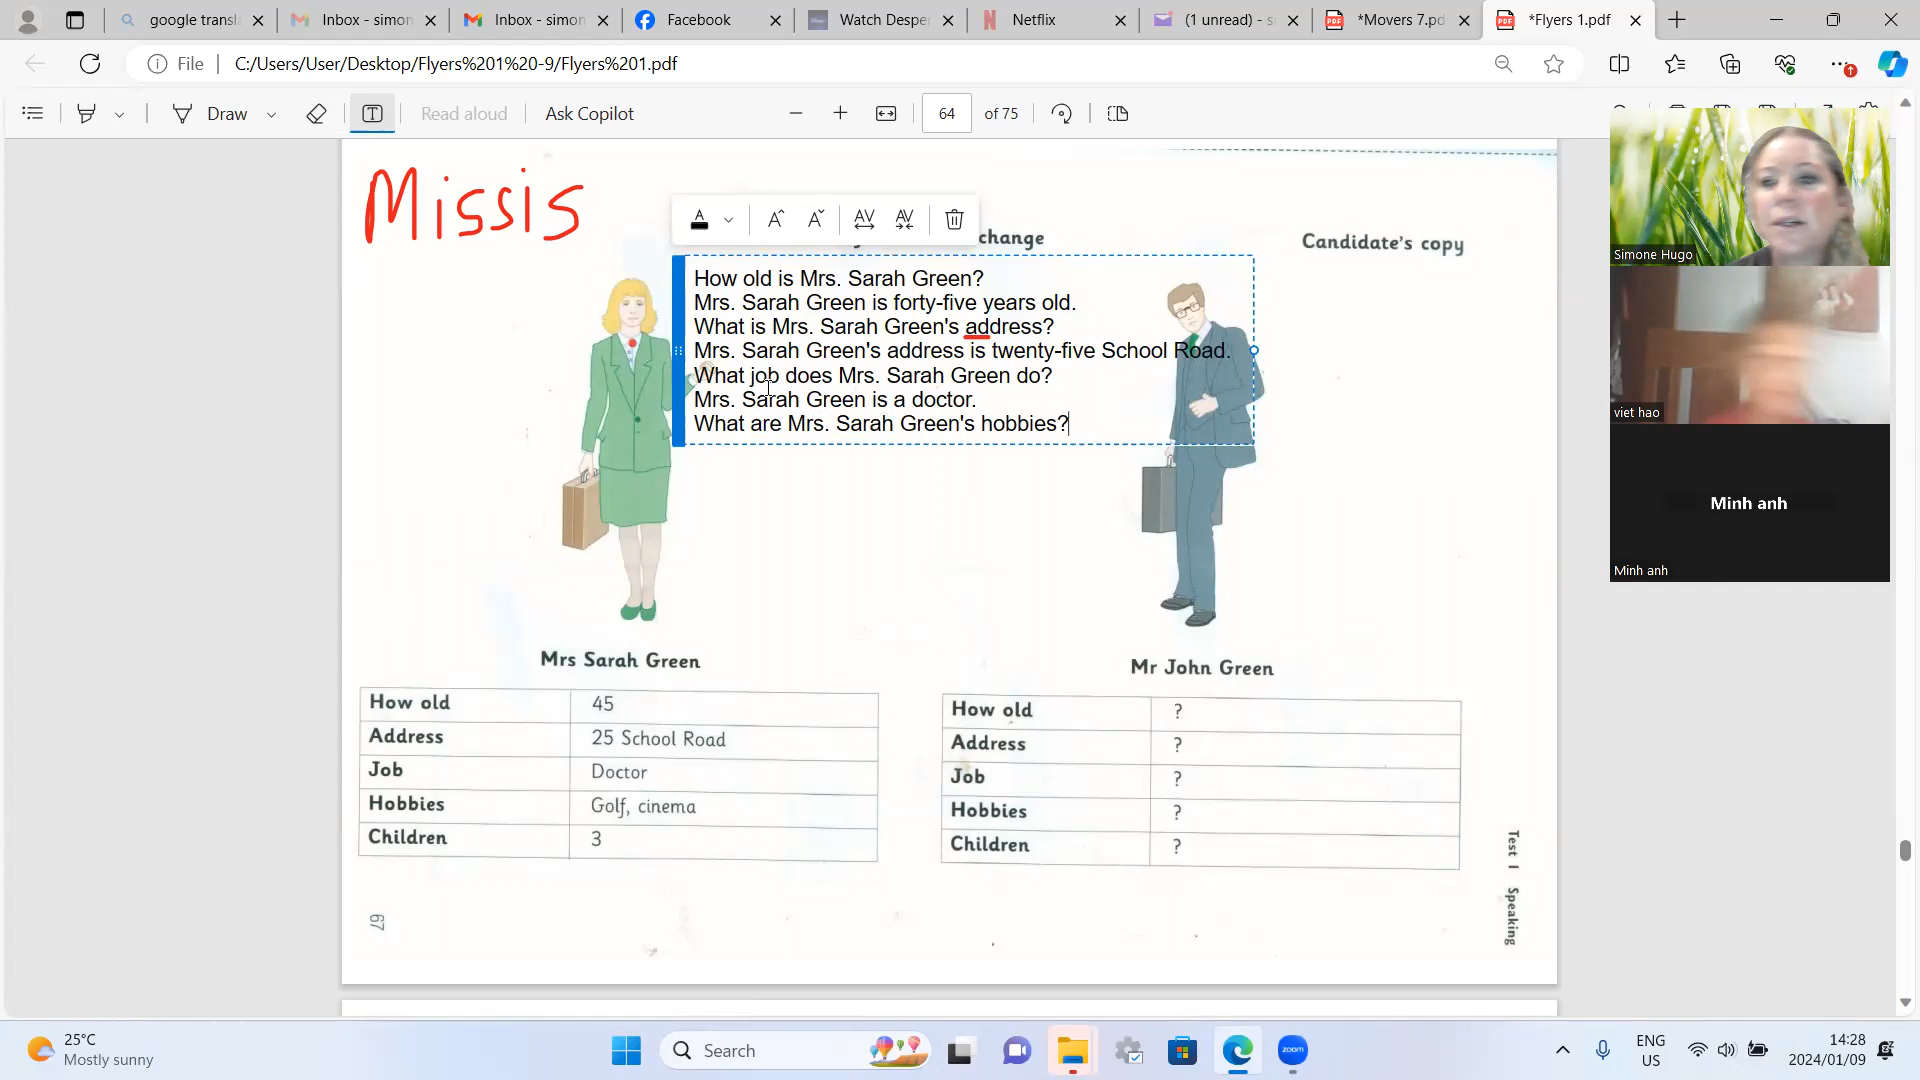 google transl
Inbox - simon
Inbox - simon
Facebook
Watch Despe
Netflix
(1 unread) - s
*Movers 7.pd
*Flyers 1.pdf
File
C:/Users/User/Desktop/Flyers%201%20-9/Flyers%201.pdf
Draw
Read aloud
Ask Copilot
64
of 75
Missis
change
Candidate's copy
How old is Mrs. Sarah Green?
Mrs. Sarah Green is forty-five years old.
What is Mrs. Sarah Green's address?
Mrs. Sarah Green's address is twenty-five School Road.
What job does Mrs. Sarah Green do?
Mrs. Sarah Green is a doctor.
What are Mrs. Sarah Green's hobbies?
Mrs Sarah Green
How old 45
Address 25 School Road
Job Doctor
Hobbies Golf, cinema
Children 3
Mr John Green
How old ?
Address ?
Job ?
Hobbies ?
Children ?
Test 1 Speaking
67
Simone Hugo
viet hao
Minh anh
Minh anh
25°C
Mostly sunny
Search
zoom
ENG
US
14:28
2024/01/09